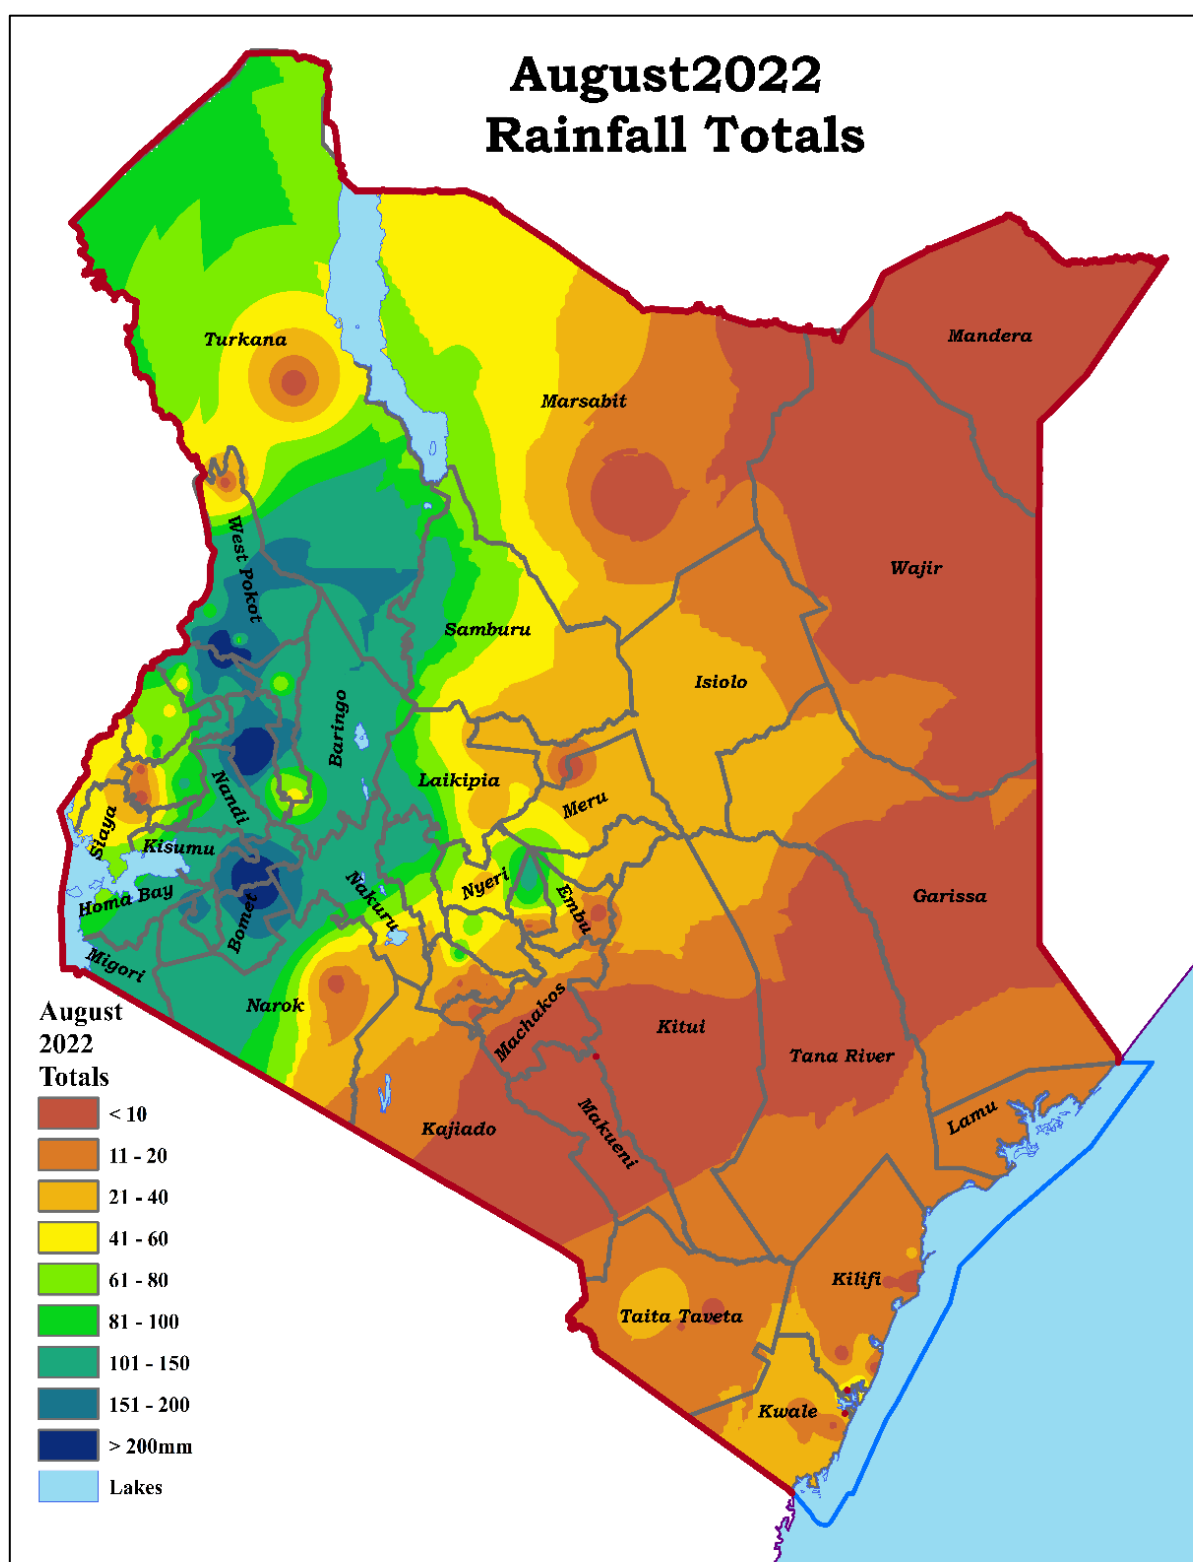 August2022
Rainfall Totals
Mandera
Turkana
Marsabit
West Pokot
Wajir
Samburu
Isiolo
Baringo
Laikipia
Nandi
Meru
Siaya
Kisumu
Nyeri
Embu
Homa Bay
Nakuru
Garissa
Bomet
Migori
Narok
Machakos
Kitui
Tana River
Lamu
Kajiado
Makueni
Kilifi
Taita Taveta
Kwale
August
2022
Totals
< 10
11 - 20
21 - 40
41 - 60
61 - 80
81 - 100
101 - 150
151 - 200
> 200mm
Lakes